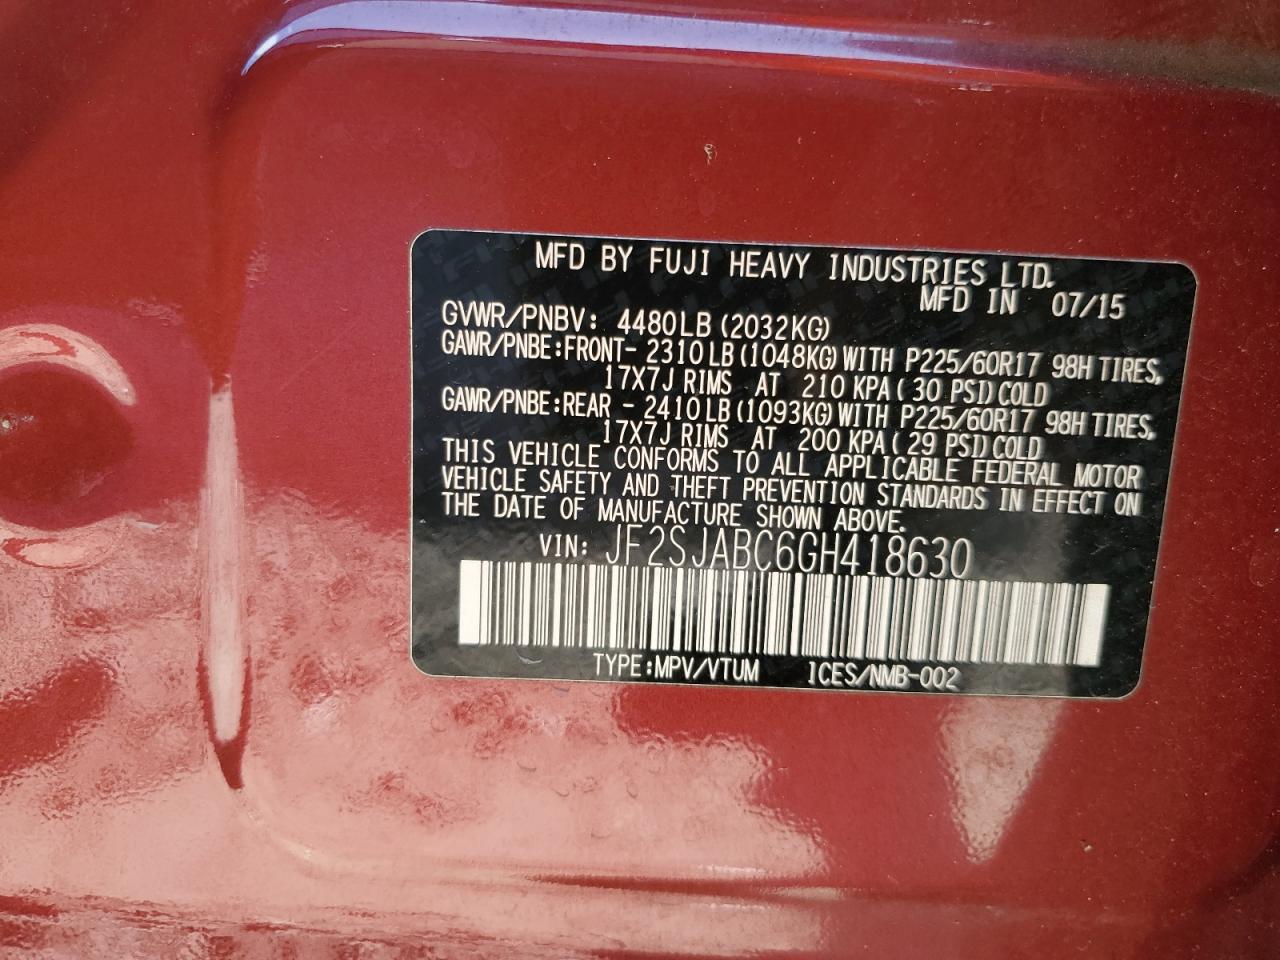 MFD BY FUJI HEAVY INDUSTRIES LTD.
MFD IN 07/15
GVWR/PNBV: 4480LB (2032KG)
GAWR/PNBE:FRONT- 2310LB (1048KG) WITH P225/60R17 98H TIRES,
17X7J RIMS AT 210 KPA ( 30 PSI) COLD
GAWR/PNBE:REAR - 2410LB (1093KG) WITH P225/60R17 98H TIRES,
17X7J RIMS AT 200 KPA ( 29 PSI) COLD
THIS VEHICLE CONFORMS TO ALL APPLICABLE FEDERAL MOTOR
VEHICLE SAFETY AND THEFT PREVENTION STANDARDS IN EFFECT ON
THE DATE OF MANUFACTURE SHOWN ABOVE.
VIN: JF2SJABC6GH418630
TYPE:MPV/VTUM ICES/NMB-002